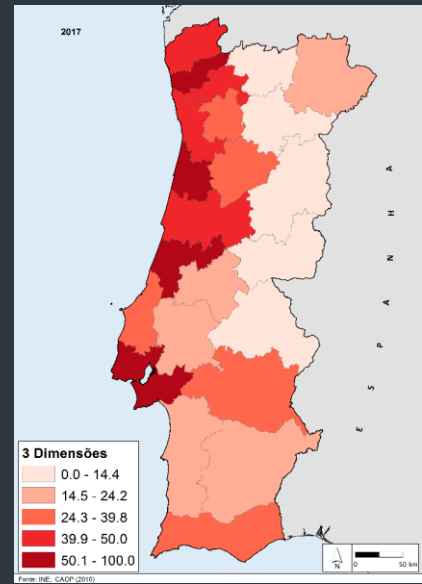 2017
ESPANHA
3 Dimensões
0.0 - 14.4
14.5 - 24.2
24.3 - 39.8
39.9 - 50.0
50.1 - 100.0
N
0 50 km
Fonte: INE; CAOP (2016)